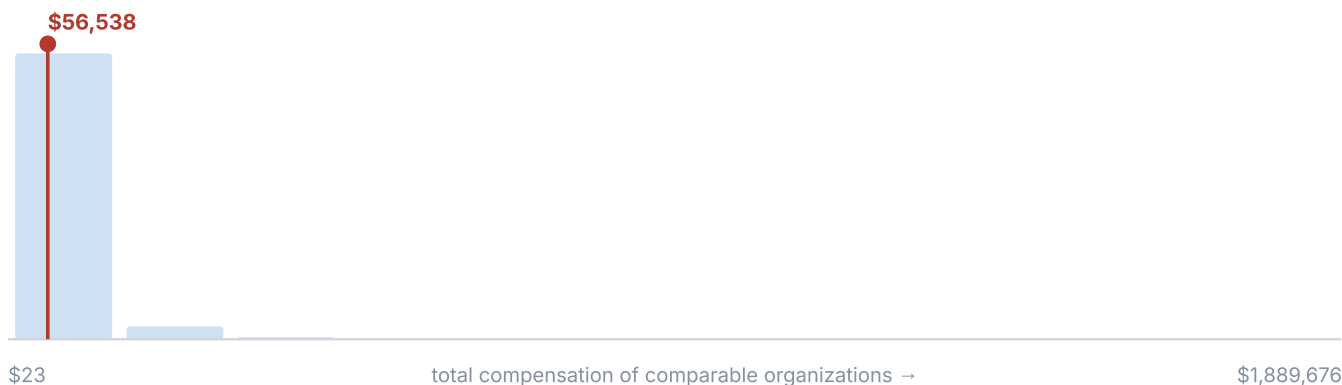 $56,538
$23 total compensation of comparable organizations → $1,889,676